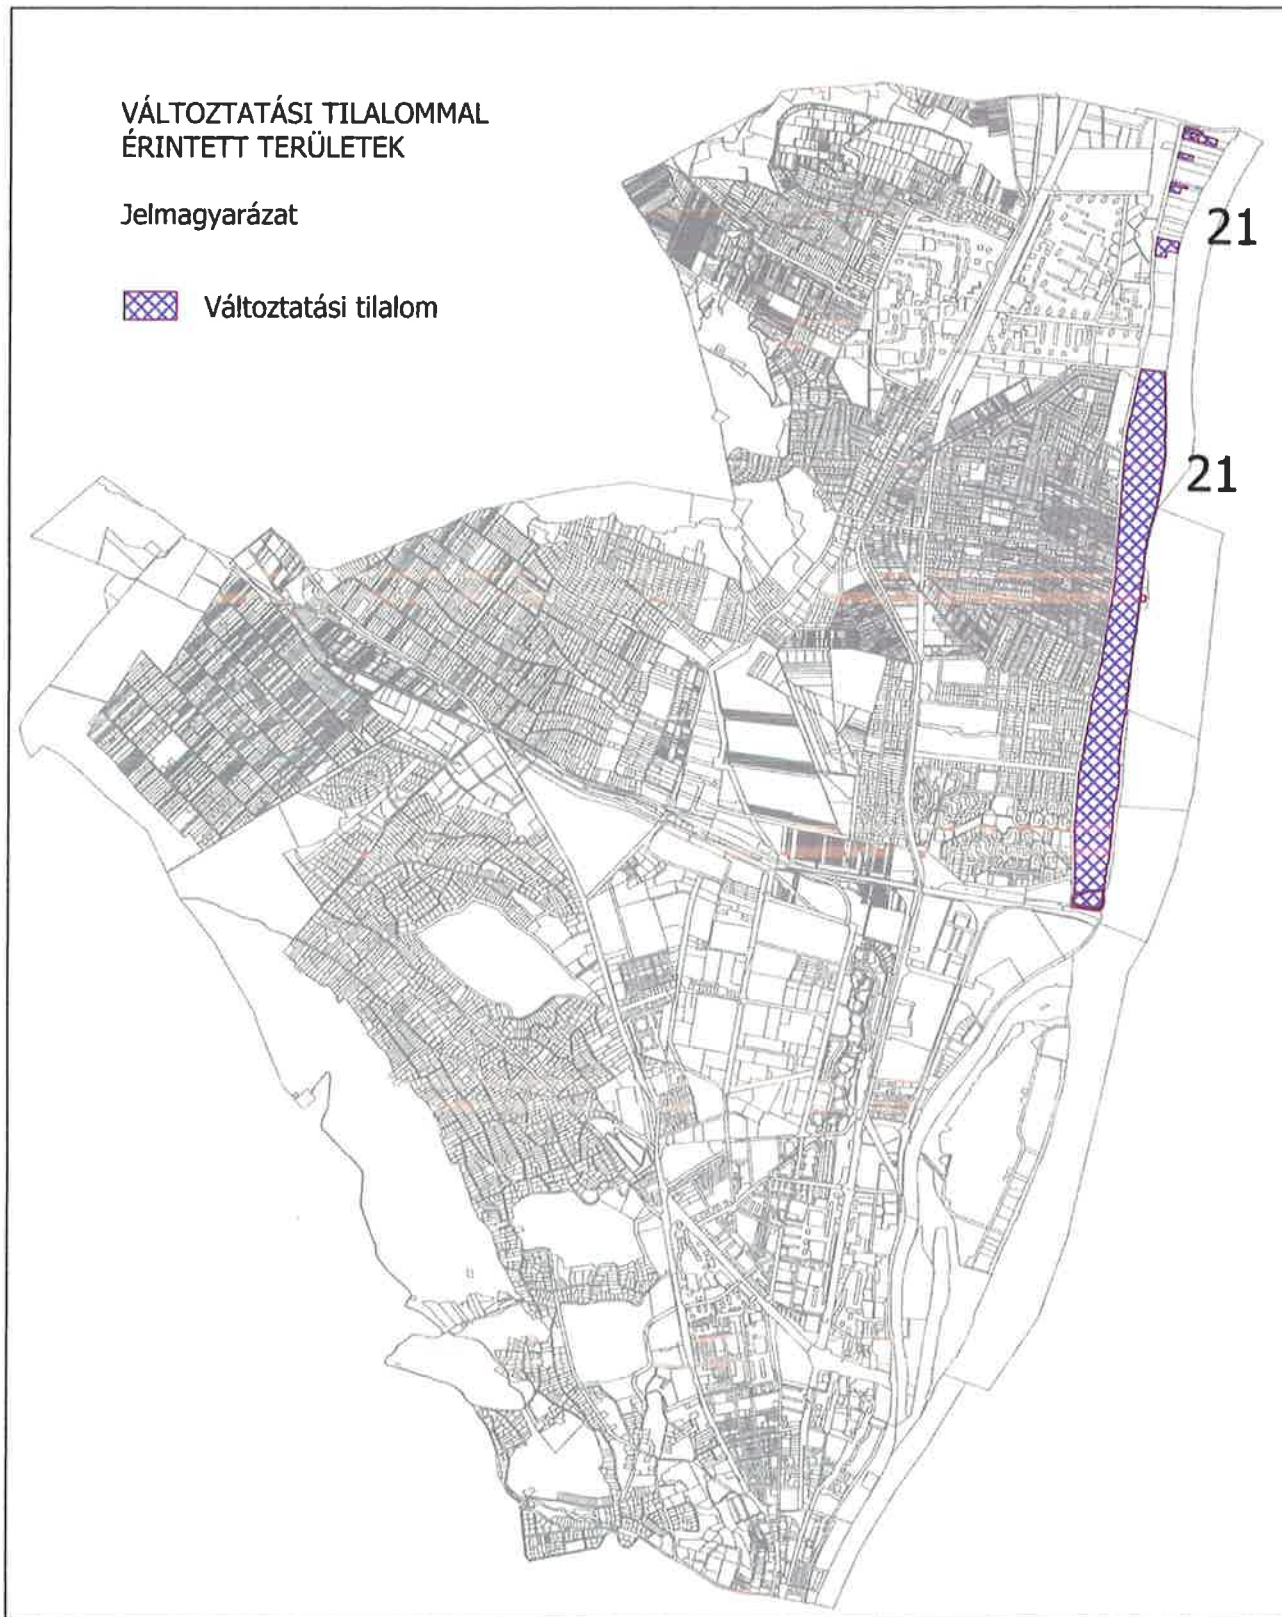 VÁLTOZTATÁSI TILALOMMAL
ÉRINTETT TERÜLETEK
Jelmagyarázat
Változtatási tilalom
21
21